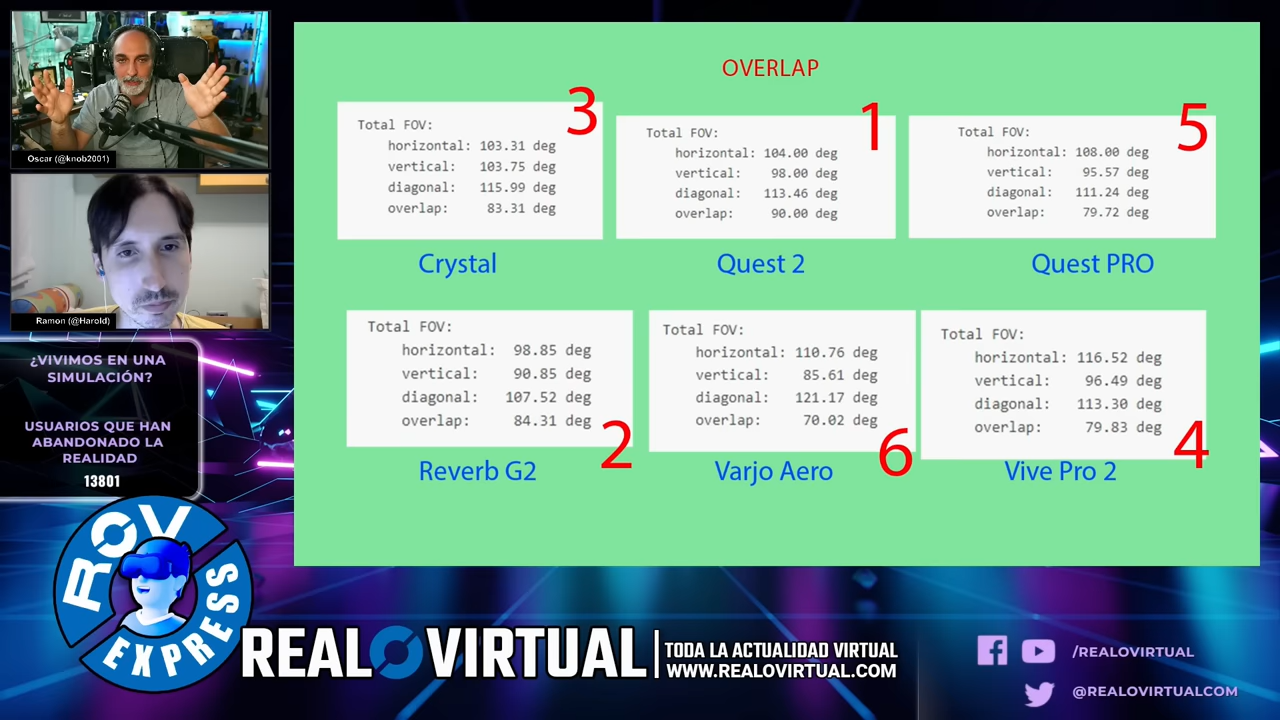 Oscar (@knob2001)
Ramon (@Harold)
¿VIVIMOS EN UNA
SIMULACIÓN?
USUARIOS QUE HAN
ABANDONADO LA
REALIDAD
13801
OVERLAP
Total FOV:
horizontal: 103.31 deg
vertical: 103.75 deg
diagonal: 115.99 deg
overlap: 83.31 deg
3
Crystal
Total FOV:
horizontal: 104.00 deg
vertical: 98.00 deg
diagonal: 113.46 deg
overlap: 90.00 deg
1
Quest 2
Total FOV:
horizontal: 108.00 deg
vertical: 95.57 deg
diagonal: 111.24 deg
overlap: 79.72 deg
5
Quest PRO
Total FOV:
horizontal: 98.85 deg
vertical: 90.85 deg
diagonal: 107.52 deg
overlap: 84.31 deg
2
Reverb G2
Total FOV:
horizontal: 110.76 deg
vertical: 85.61 deg
diagonal: 121.17 deg
overlap: 70.02 deg
6
Varjo Aero
Total FOV:
horizontal: 116.52 deg
vertical: 96.49 deg
diagonal: 113.30 deg
overlap: 79.83 deg
4
Vive Pro 2
ROV
EXPRESS
REAL O VIRTUAL
TODA LA ACTUALIDAD VIRTUAL
WWW.REALOVIRTUAL.COM
/REALOVIRTUAL
@REALOVIRTUALCOM